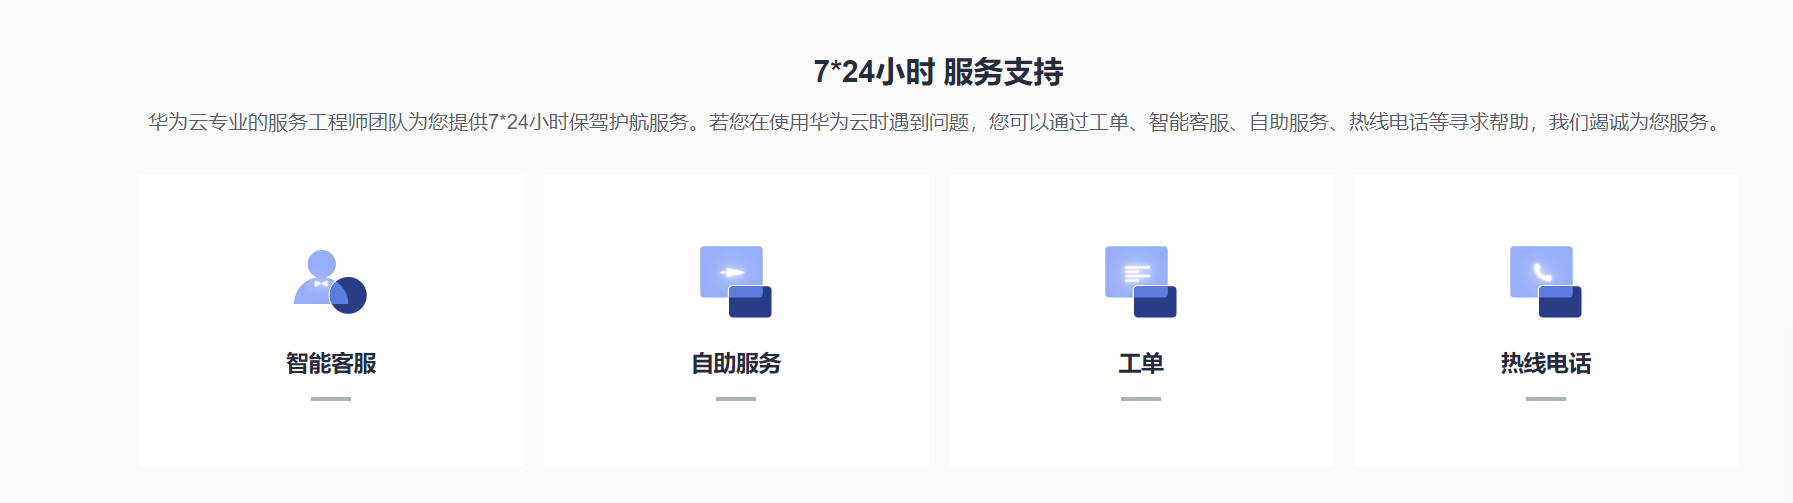 7*24小时 服务支持
华为云专业的服务工程师团队为您提供7*24小时保驾护航服务。若您在使用华为云时遇到问题，您可以通过工单、智能客服、自助服务、热线电话等寻求帮助，我们竭诚为您服务。
智能客服
自助服务
工单
热线电话